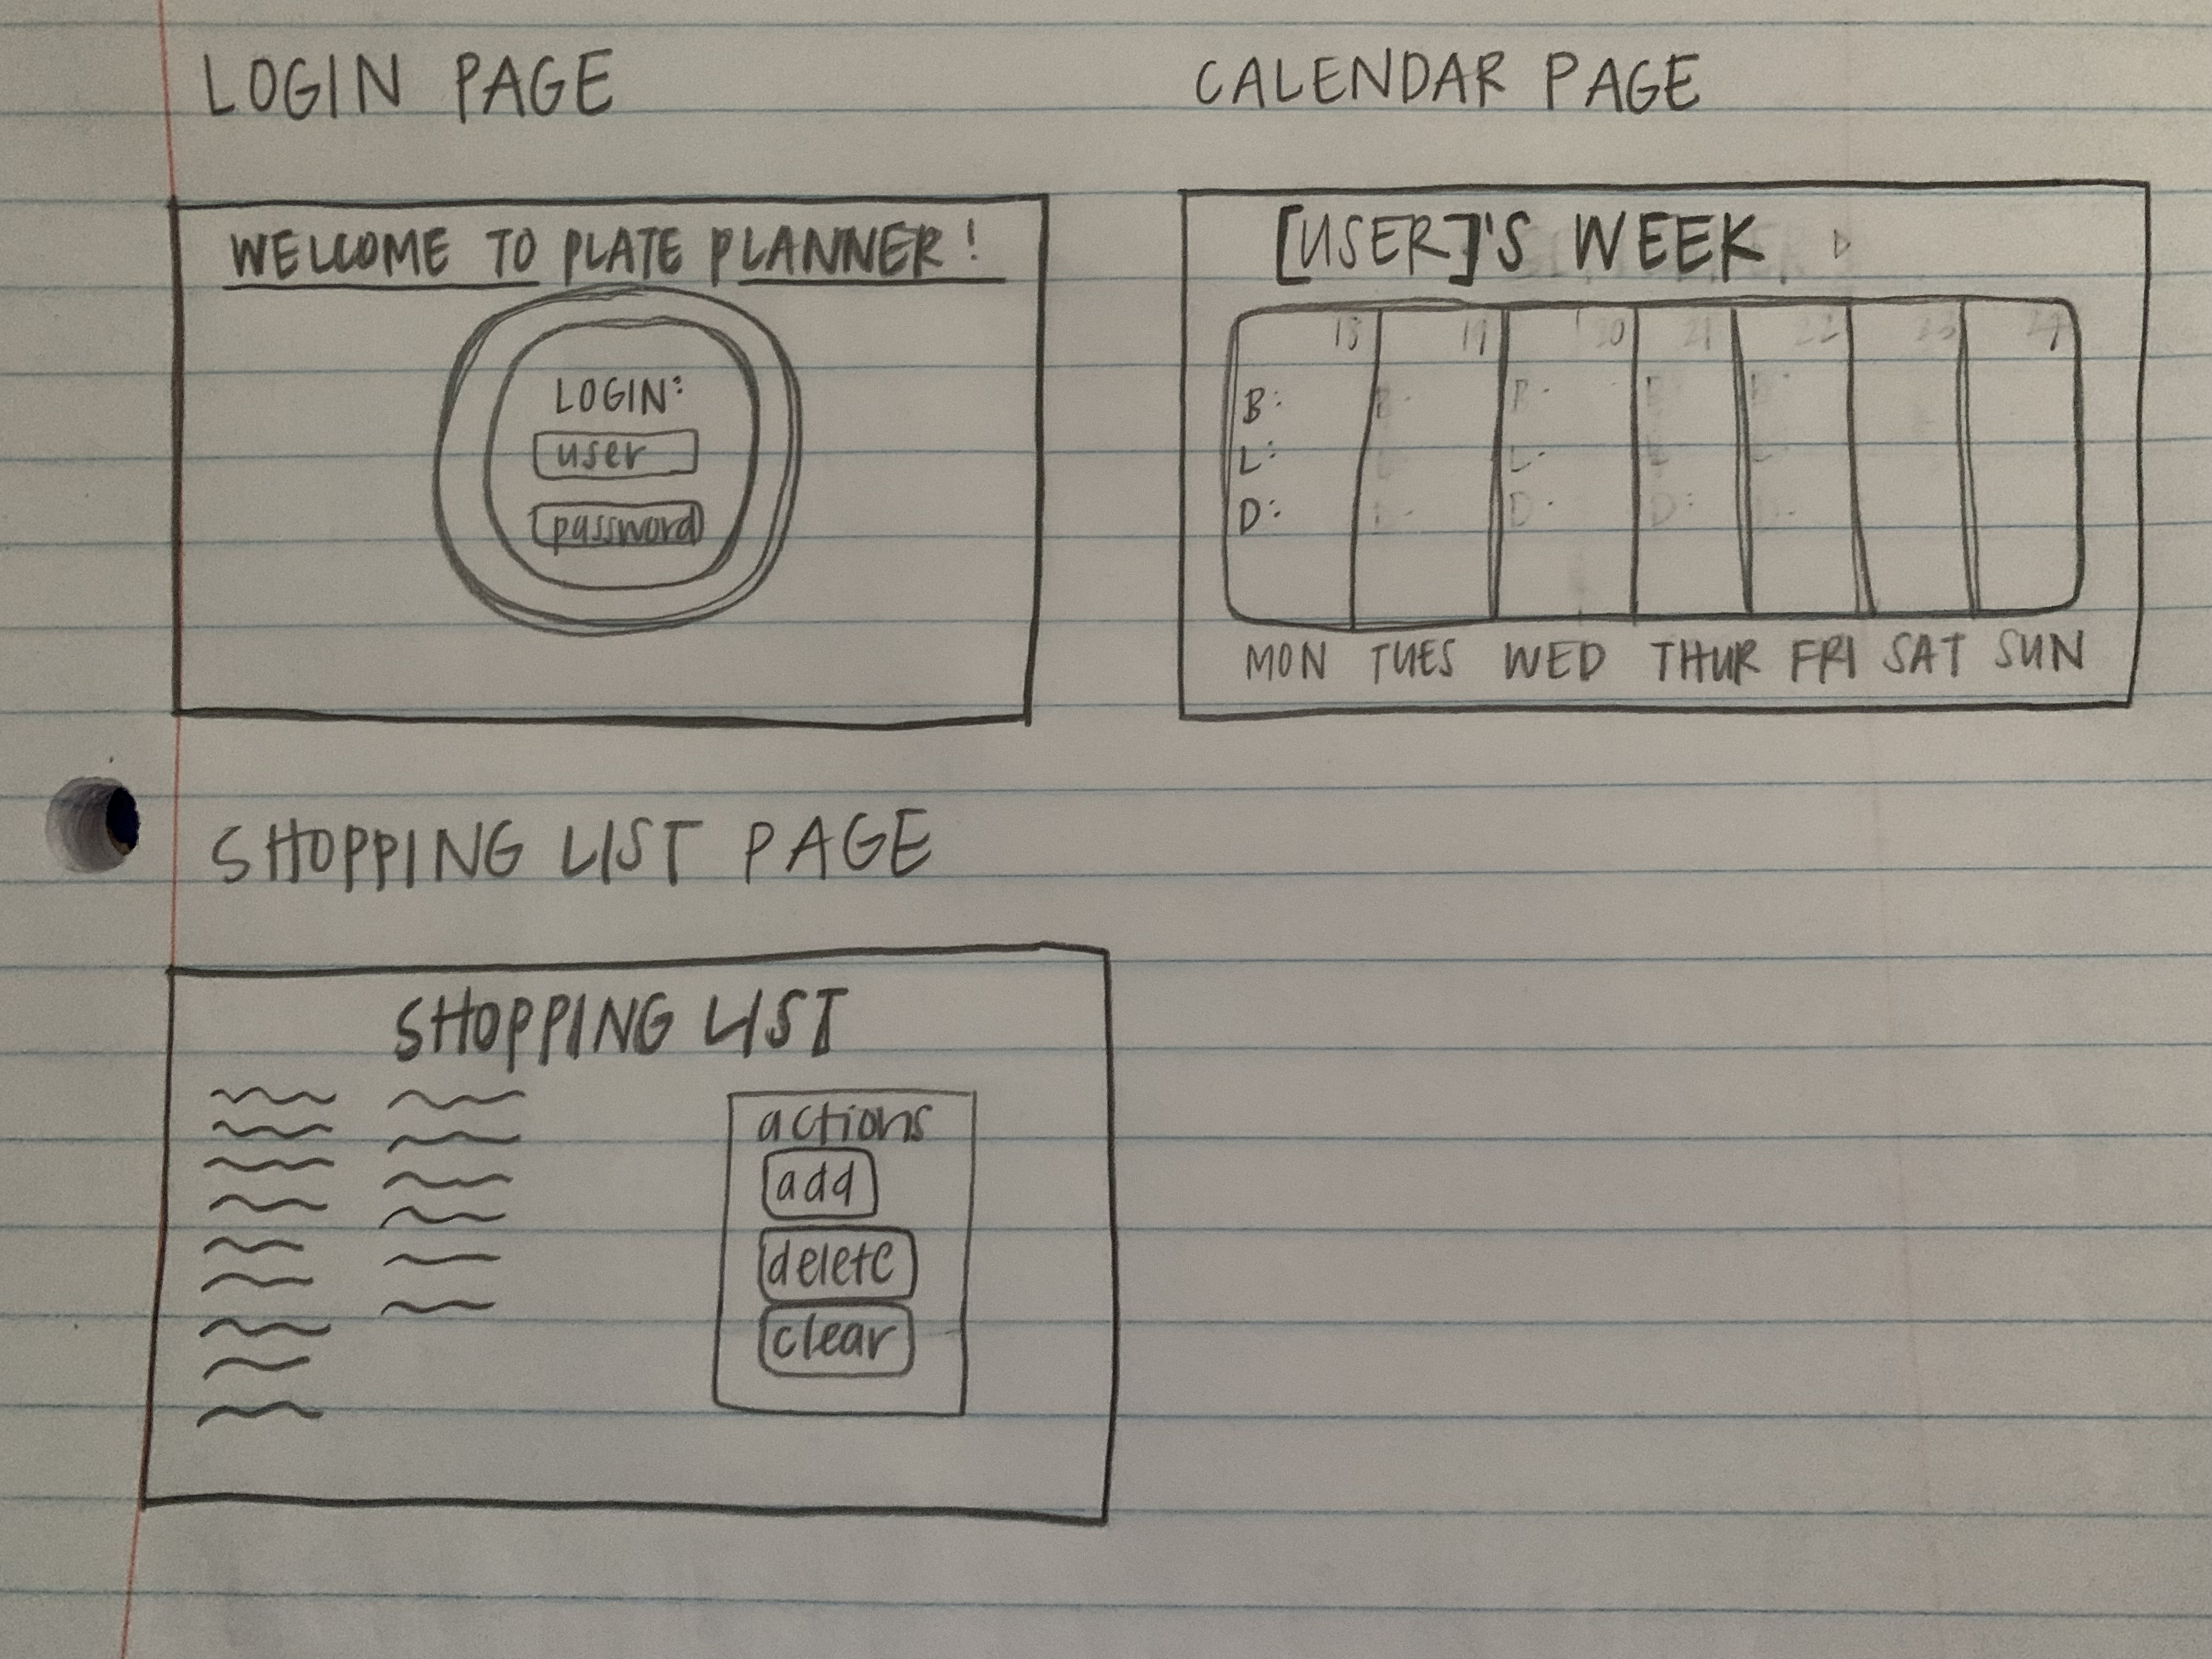 LOGIN PAGE
WELCOME TO PLATE PLANNER!
LOGIN:
user
password
CALENDAR PAGE
[USER]'S WEEK
18 19 20 21 22 23 24
B: B: B: B: B:
L: L: L: L: L:
D: D: D: D: D:
MON TUES WED THUR FRI SAT SUN
SHOPPING LIST PAGE
SHOPPING LIST
actions
add
delete
clear